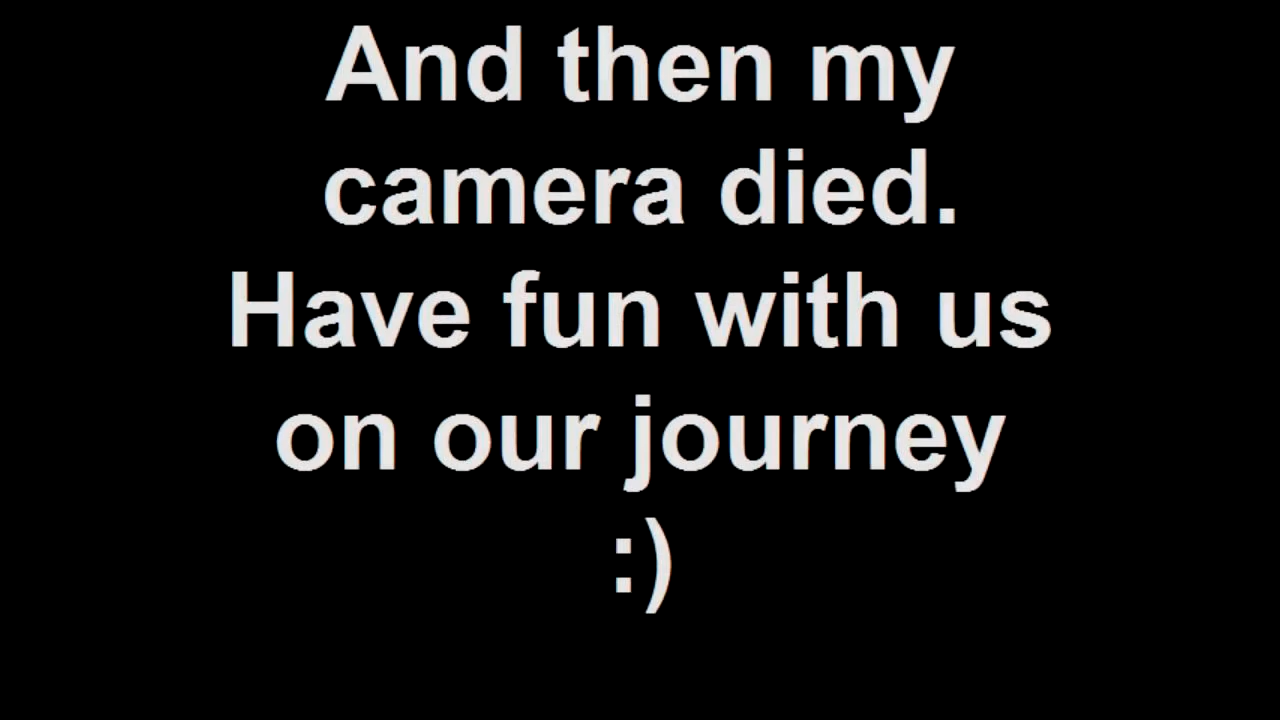 And then my
camera died.
Have fun with us
on our journey
:)